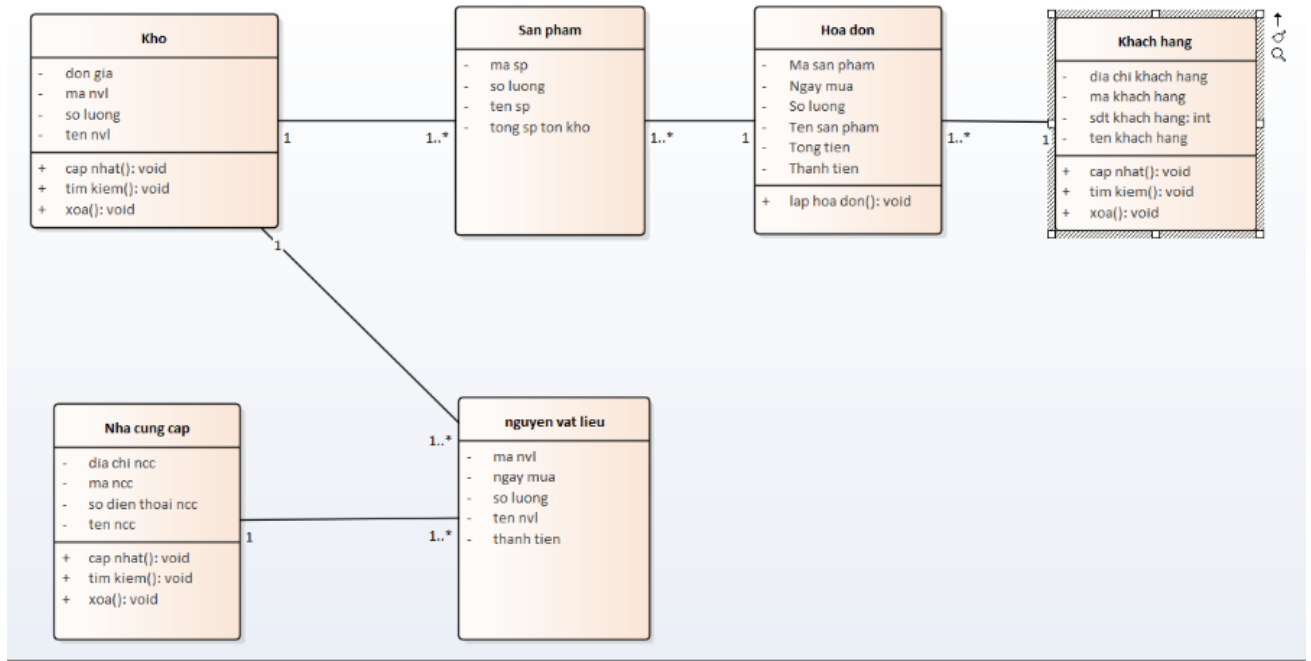 Kho
- don gia
- ma nvl
- so luong
- ten nvl
+ cap nhat(): void
+ tim kiem(): void
+ xoa(): void
1
1..*
San pham
- ma sp
- so luong
- ten sp
- tong sp ton kho
1..*
1
Hoa don
- Ma san pham
- Ngay mua
- So luong
- Ten san pham
- Tong tien
- Thanh tien
+ lap hoa don(): void
1..*
1
Khach hang
- dia chi khach hang
- ma khach hang
- sdt khach hang: int
- ten khach hang
+ cap nhat(): void
+ tim kiem(): void
+ xoa(): void
1
1..*
Nha cung cap
- dia chi ncc
- ma ncc
- so dien thoai ncc
- ten ncc
+ cap nhat(): void
+ tim kiem(): void
+ xoa(): void
1
1..*
nguyen vat lieu
- ma nvl
- ngay mua
- so luong
- ten nvl
- thanh tien